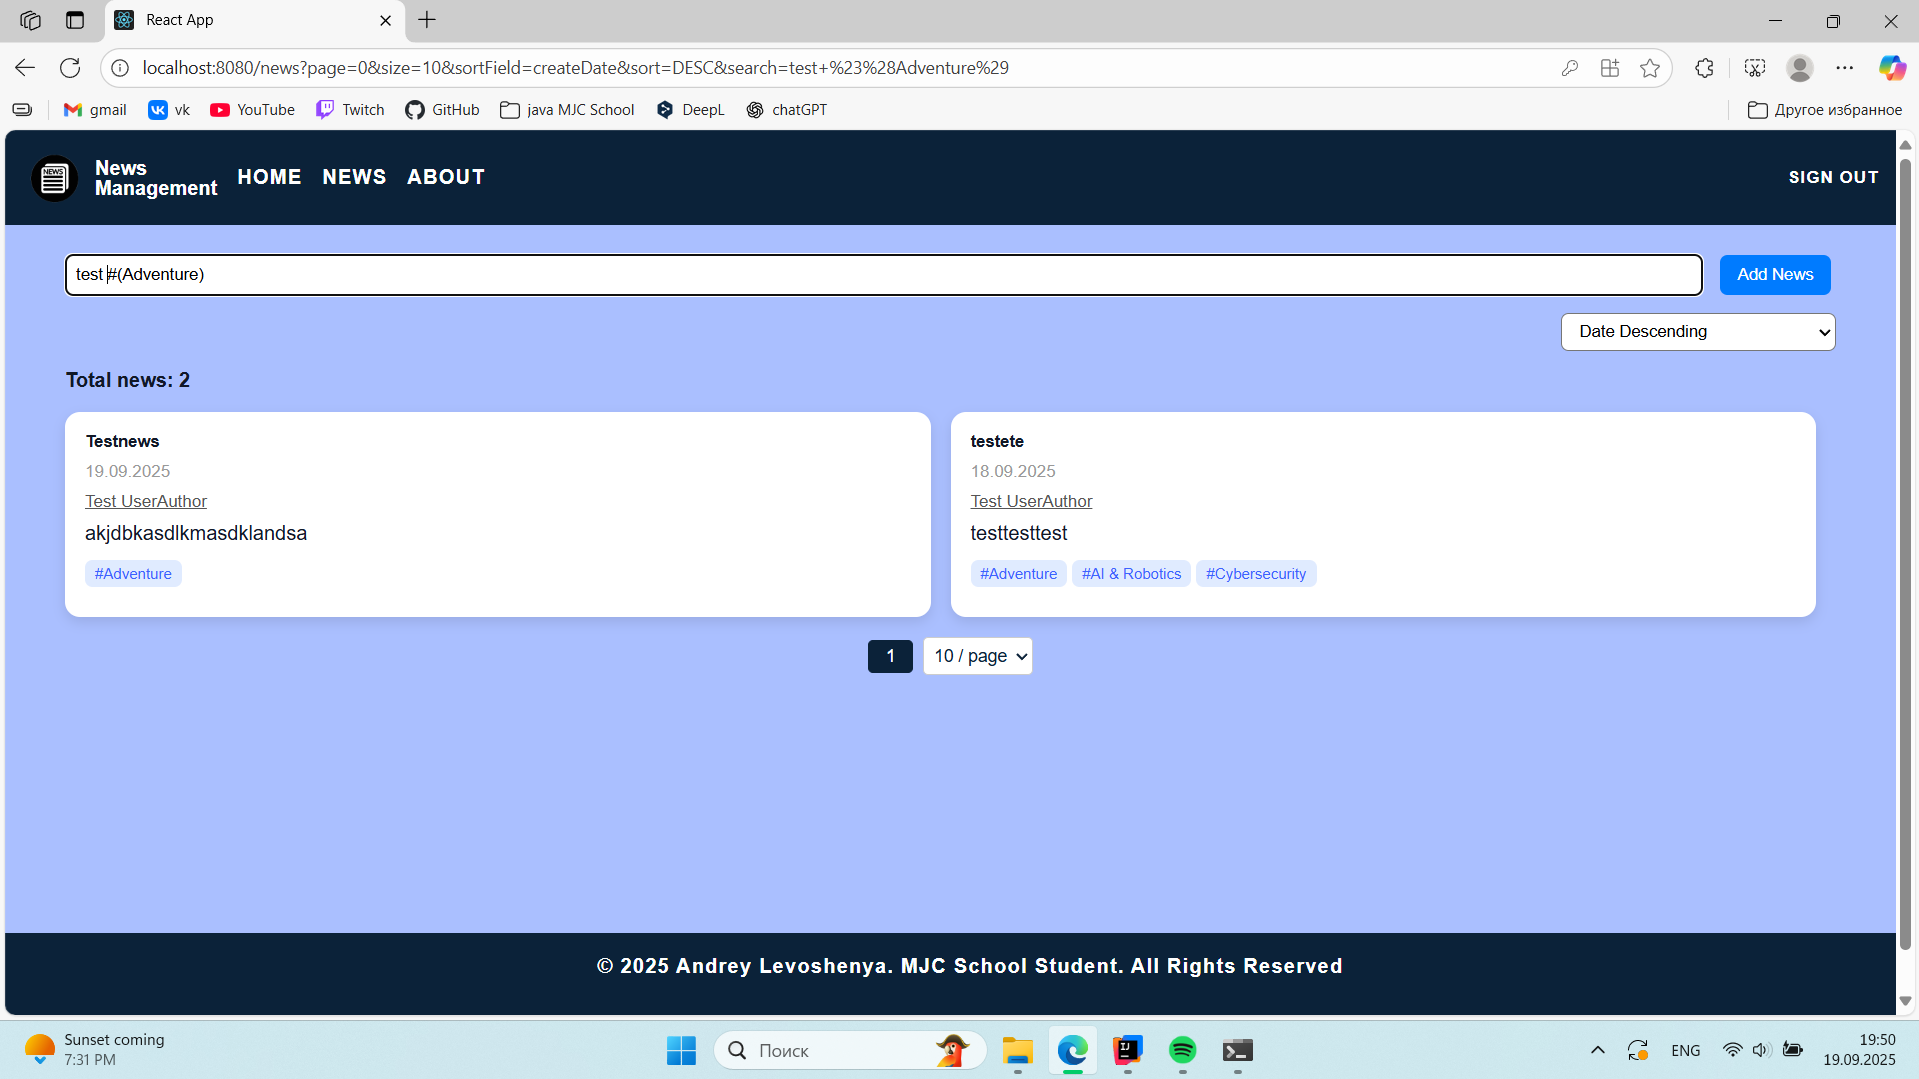 React App
localhost:8080/news?page=0&size=10&sortField=createDate&sort=DESC&search=test+%23%28Adventure%29
gmail
vk
YouTube
Twitch
GitHub
java MJC School
DeepL
chatGPT
Другое избранное
NEWS
News
Management
HOME
NEWS
ABOUT
SIGN OUT
test #(Adventure)
Add News
Date Descending
Total news: 2
Testnews
19.09.2025
Test UserAuthor
akjdbkasdlkmasdklandsa
#Adventure
testete
18.09.2025
Test UserAuthor
testtesttest
#Adventure
#AI & Robotics
#Cybersecurity
1
10 / page
© 2025 Andrey Levoshenya. MJC School Student. All Rights Reserved
Sunset coming
7:31 PM
Поиск
IJ
ENG
19:50
19.09.2025